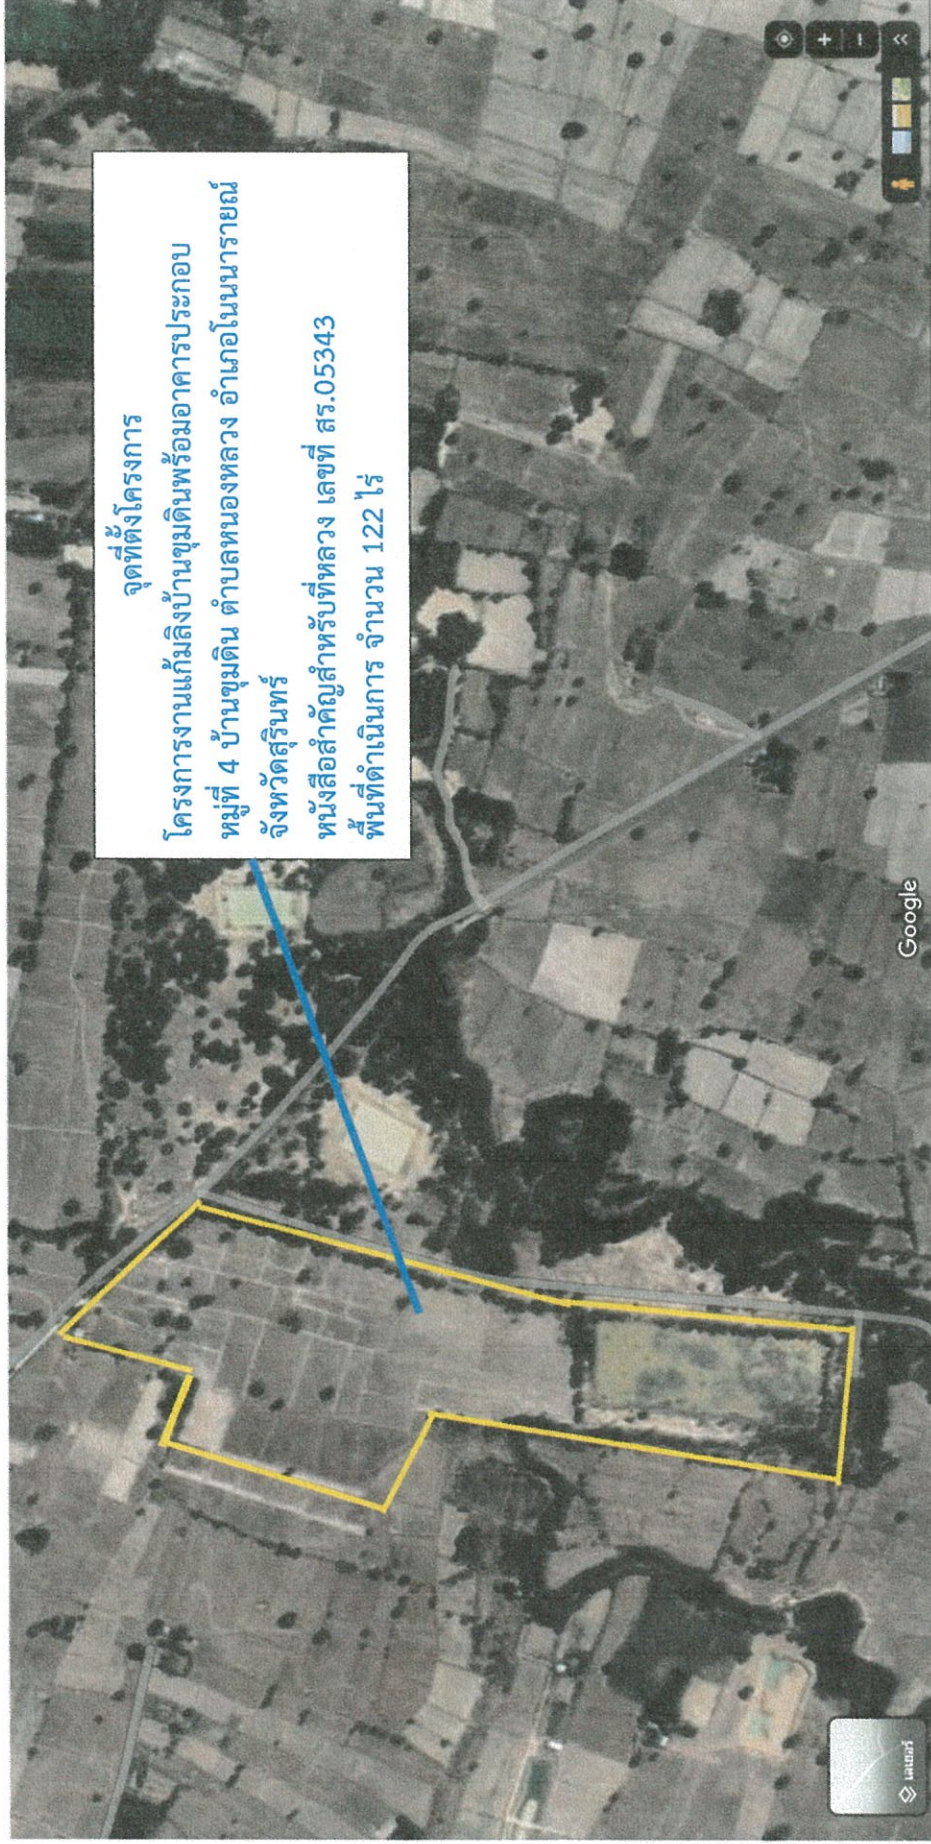 จุดที่ตั้งโครงการ
โครงการงานแก้มลิงบ้านขุมดินพร้อมอาคารประกอบ
หมู่ที่ 4 บ้านขุมดิน ตำบลหนองหลวง อำเภอโนนนารายณ์
จังหวัดสุรินทร์
หนังสือสำคัญสำหรับที่หลวง เลขที่ สร.05343
พื้นที่ดำเนินการ จำนวน 122 ไร่
Google
เลเยอร์